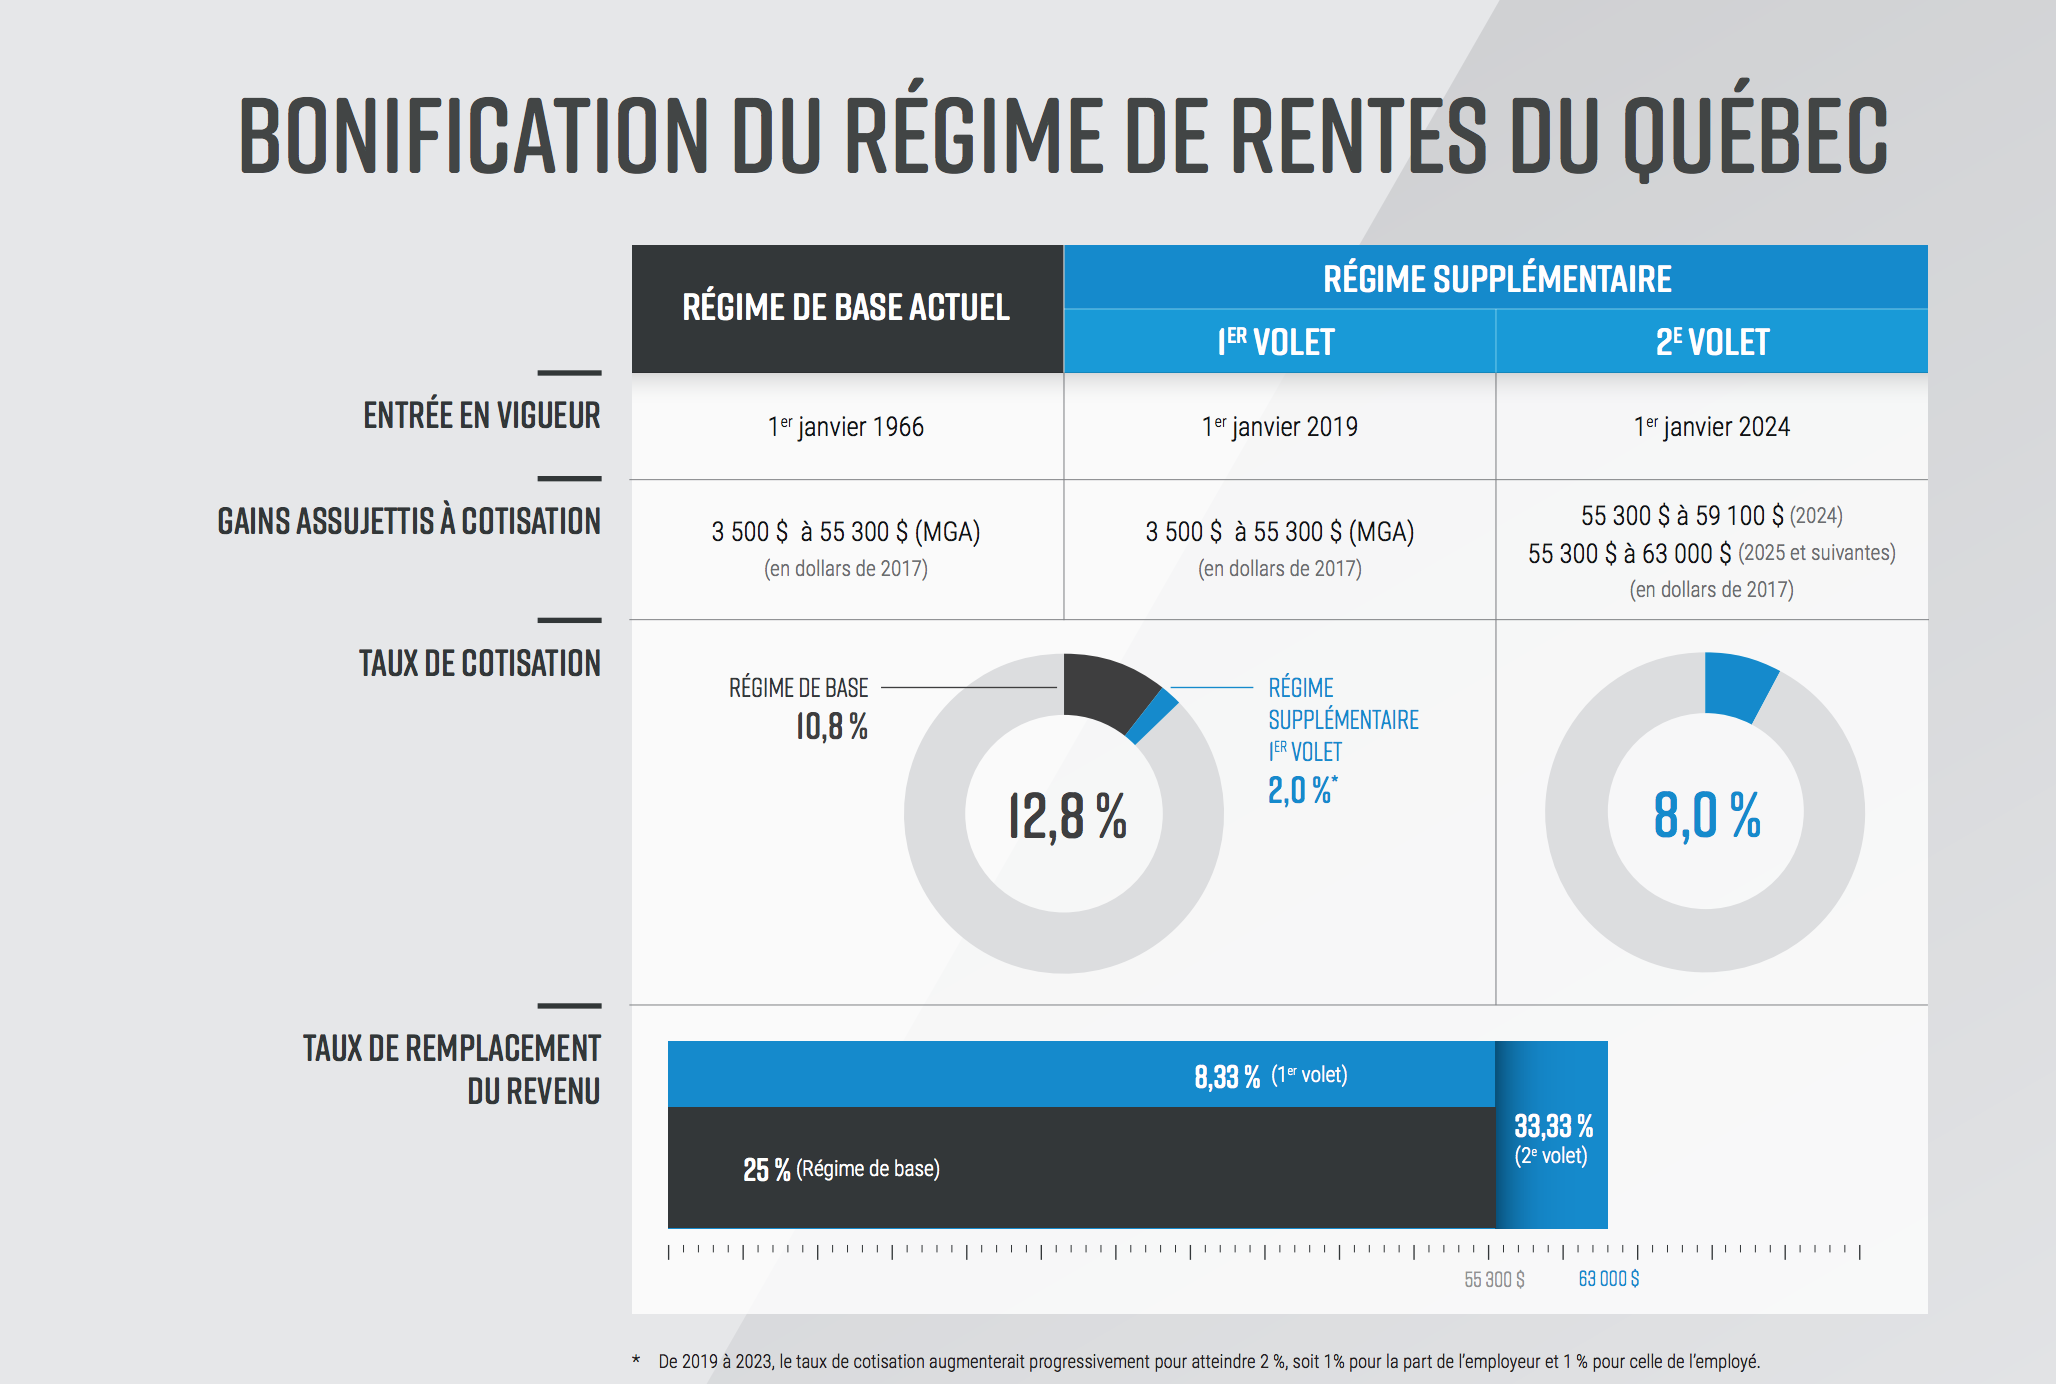 BONIFICATION DU RÉGIME DE RENTES DU QUÉBEC
RÉGIME DE BASE ACTUEL
RÉGIME SUPPLÉMENTAIRE
1ER VOLET
2E VOLET
ENTRÉE EN VIGUEUR
1er janvier 1966
1er janvier 2019
1er janvier 2024
GAINS ASSUJETTIS À COTISATION
3 500 $ à 55 300 $ (MGA)
(en dollars de 2017)
3 500 $ à 55 300 $ (MGA)
(en dollars de 2017)
55 300 $ à 59 100 $ (2024)
55 300 $ à 63 000 $ (2025 et suivantes)
(en dollars de 2017)
TAUX DE COTISATION
RÉGIME DE BASE
10,8 %
12,8 %
RÉGIME
SUPPLÉMENTAIRE
1ER VOLET
2,0 %*
8,0 %
TAUX DE REMPLACEMENT
DU REVENU
8,33 % (1er volet)
25 % (Régime de base)
33,33 %
(2e volet)
55 300 $
63 000 $
* De 2019 à 2023, le taux de cotisation augmenterait progressivement pour atteindre 2 %, soit 1% pour la part de l'employeur et 1 % pour celle de l'employé.